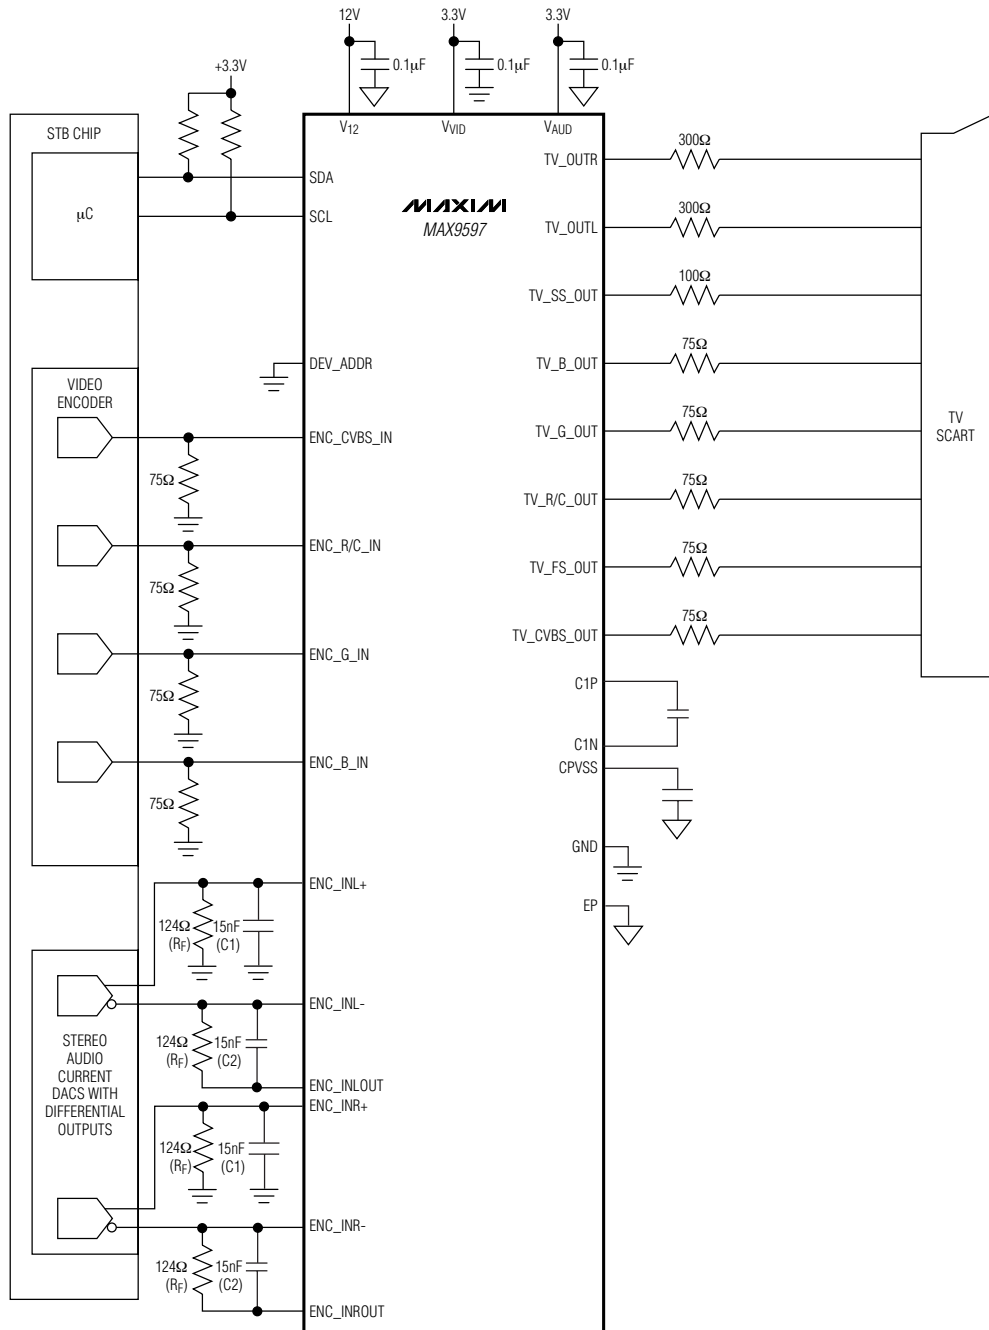 12V
3.3V
3.3V
0.1µF
0.1µF
0.1µF
+3.3V
V12
VVID
VAUD
STB CHIP
µC
SDA
SCL
MAXIM
MAX9597
TV_OUTR
300Ω
TV_OUTL
300Ω
TV_SS_OUT
100Ω
DEV_ADDR
TV_B_OUT
75Ω
VIDEO
ENCODER
ENC_CVBS_IN
75Ω
TV_G_OUT
75Ω
TV
SCART
TV_R/C_OUT
75Ω
ENC_R/C_IN
75Ω
TV_FS_OUT
75Ω
TV_CVBS_OUT
75Ω
ENC_G_IN
75Ω
C1P
C1N
CPVSS
ENC_B_IN
75Ω
GND
EP
ENC_INL+
124Ω
(RF)
15nF
(C1)
ENC_INL-
124Ω
(RF)
15nF
(C2)
ENC_INLOUT
STEREO
AUDIO
CURRENT
DACS WITH
DIFFERENTIAL
OUTPUTS
ENC_INR+
124Ω
(RF)
15nF
(C1)
ENC_INR-
124Ω
(RF)
15nF
(C2)
ENC_INROUT